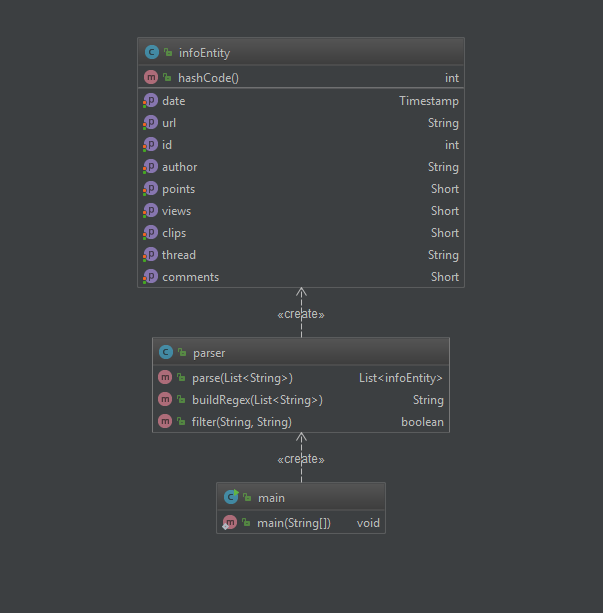 infoEntity
hashCode() int
date Timestamp
url String
id int
author String
points Short
views Short
clips Short
thread String
comments Short
«create»
parser
parse(List<String>) List<infoEntity>
buildRegex(List<String>) String
filter(String, String) boolean
«create»
main
main(String[]) void